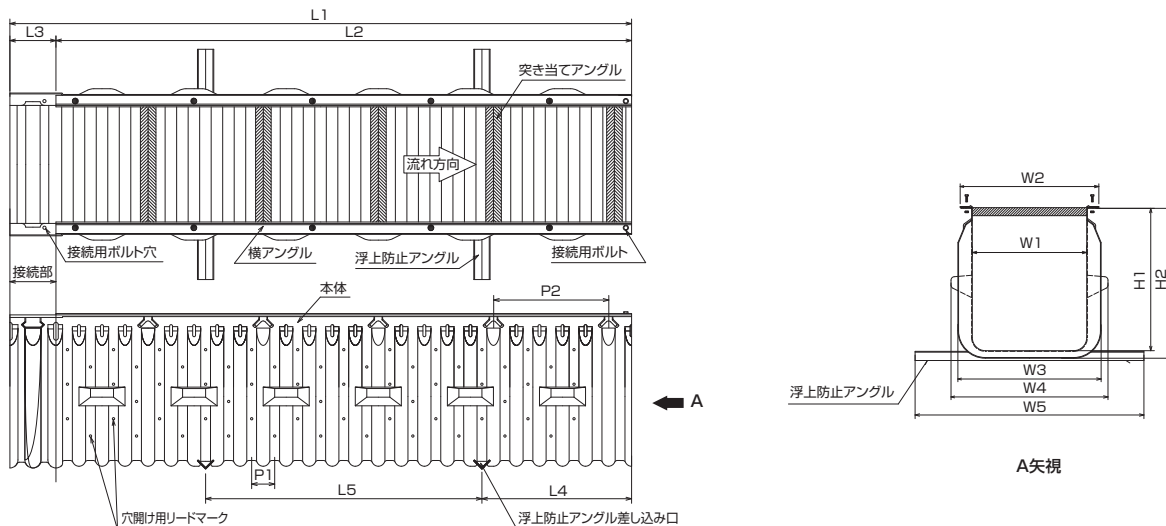 L1
L3
L2
突き当てアングル
流れ方向
接続用ボルト穴
横アングル
浮上防止アングル
接続用ボルト
接続部
本体
P2
A
P1
L5
L4
穴開け用リードマーク
浮上防止アングル差し込み口
W2
W1
H1
H2
W3
浮上防止アングル
W4
W5
A矢視